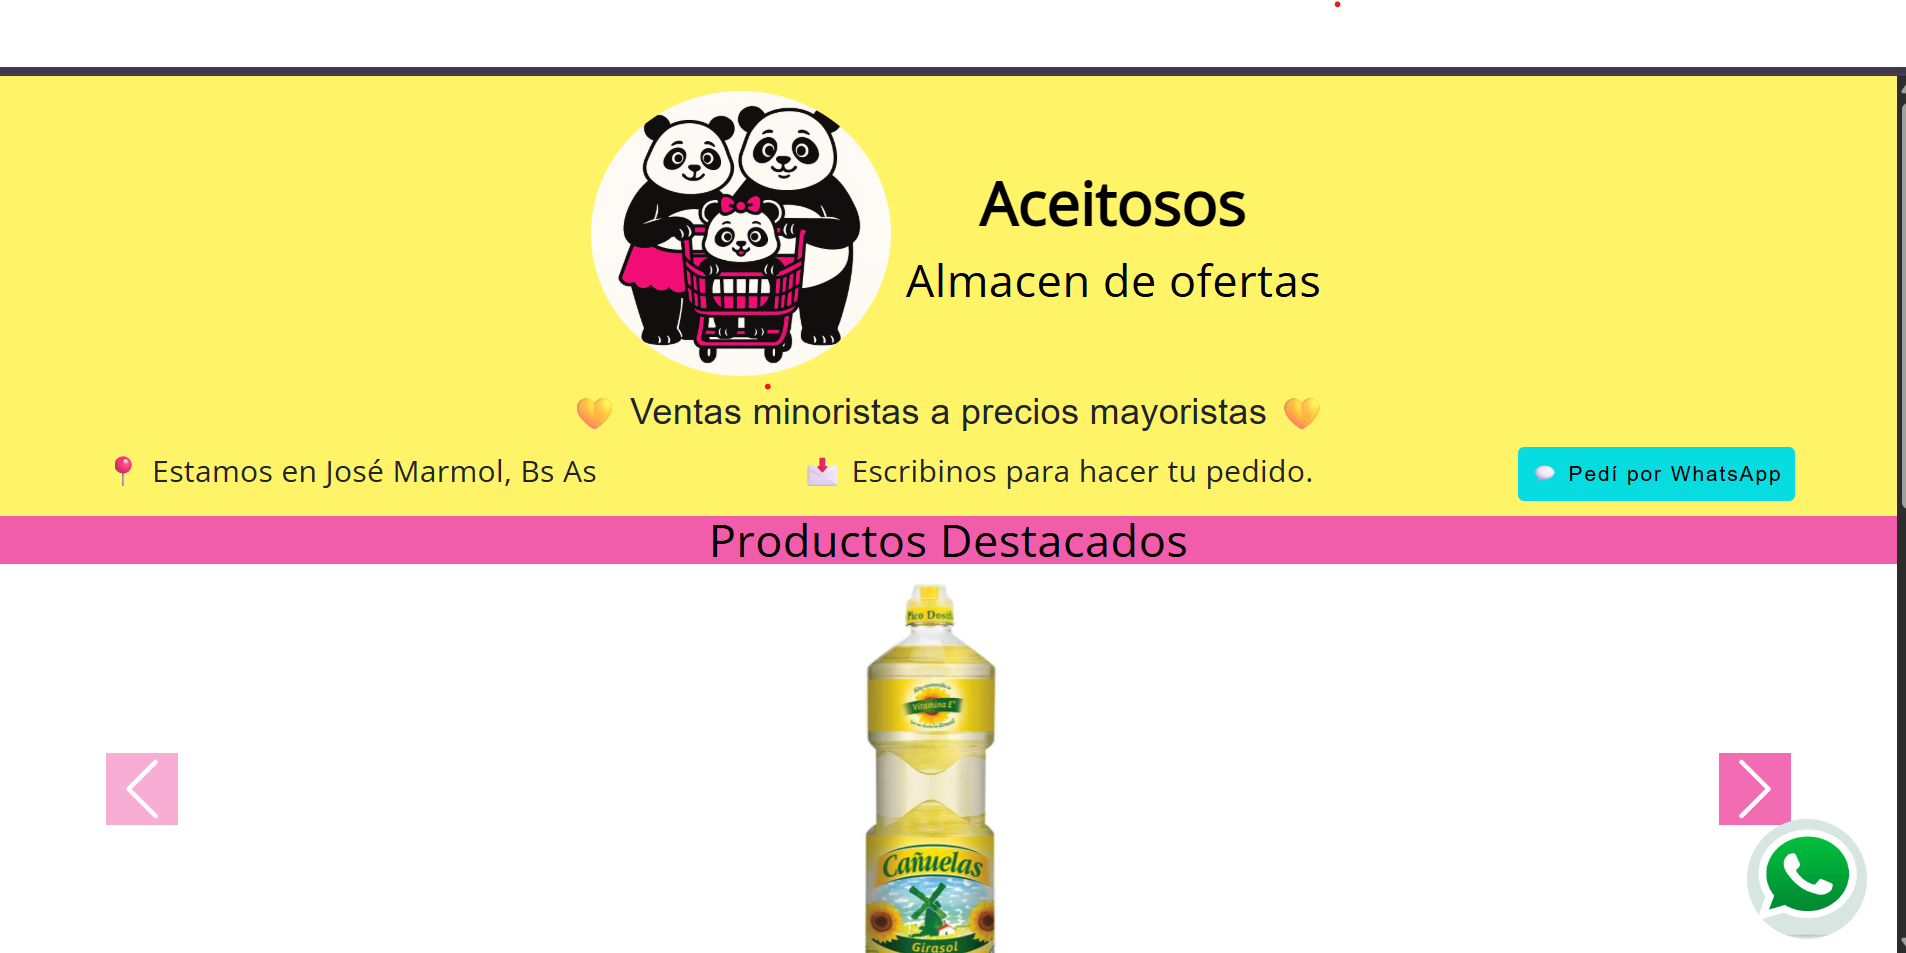 Aceitosos
Almacen de ofertas
Ventas minoristas a precios mayoristas
Estamos en José Marmol, Bs As
Escribinos para hacer tu pedido.
Pedí por WhatsApp
Productos Destacados
Pico Dosifi
Vitamina E
Cañuelas
Girasol